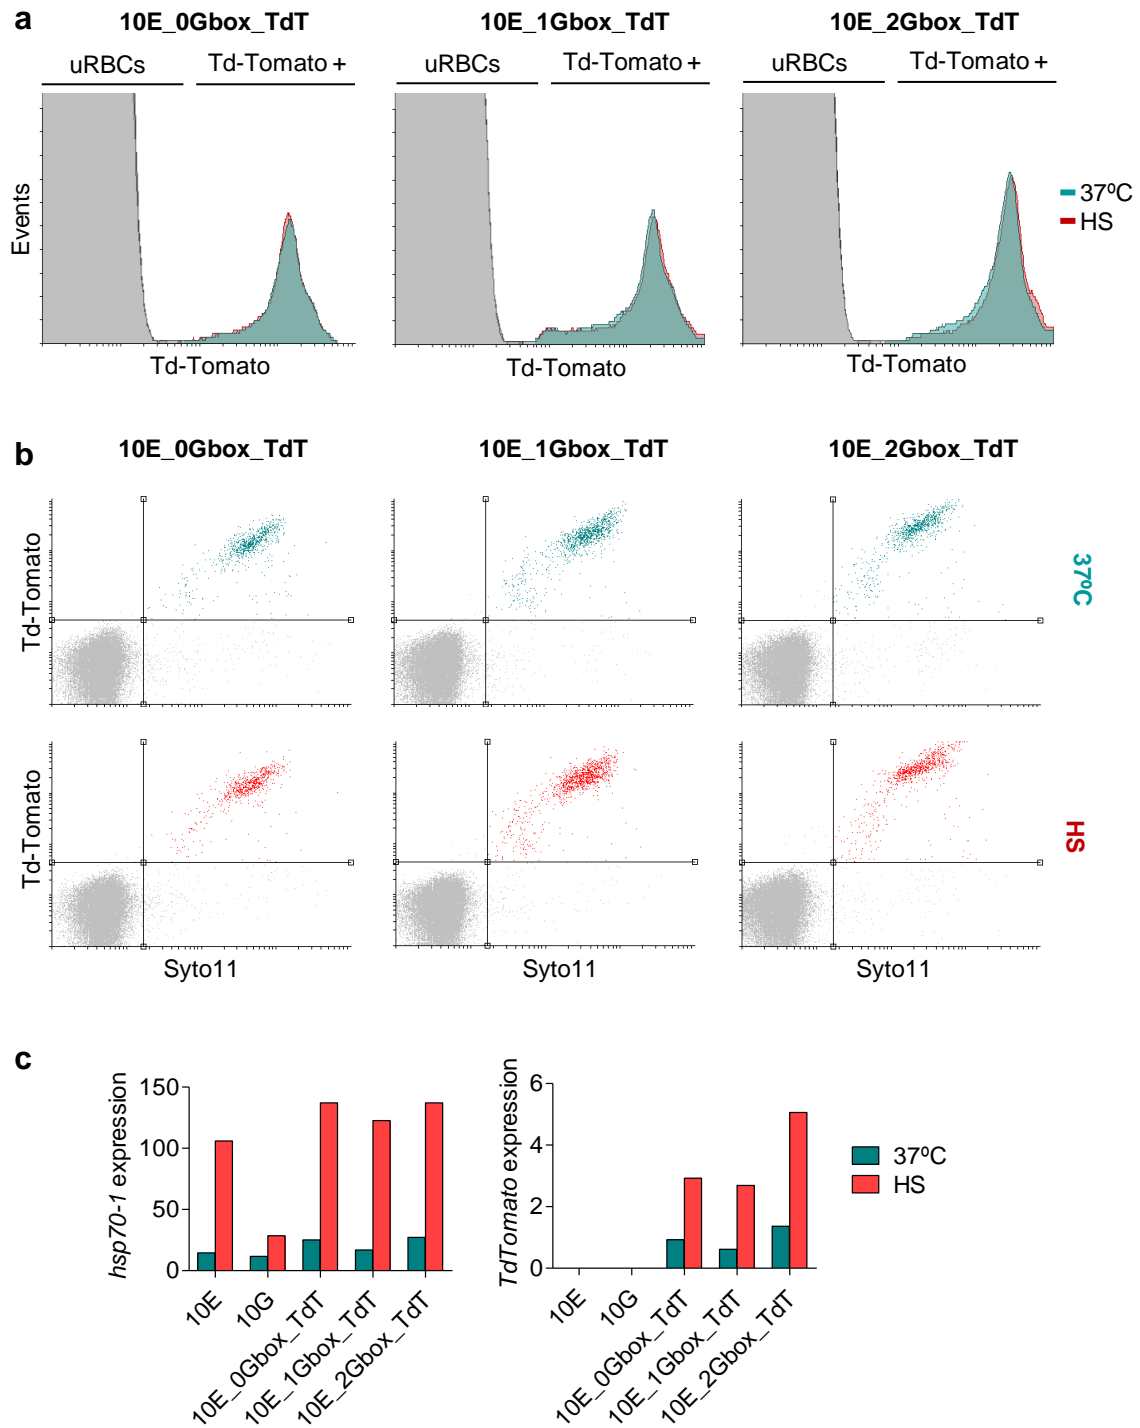 a
10E_0Gbox_TdT 10E_1Gbox_TdT 10E_2Gbox_TdT
uRBCs Td-Tomato + uRBCs Td-Tomato + uRBCs Td-Tomato +
Events
37ºC
HS
Td-Tomato Td-Tomato Td-Tomato
b
10E_0Gbox_TdT 10E_1Gbox_TdT 10E_2Gbox_TdT
Td-Tomato
37ºC
Td-Tomato
HS
Syto11 Syto11 Syto11
c
hsp70-1 expression
150
100
50
0
10E
10G
10E_0Gbox_TdT
10E_1Gbox_TdT
10E_2Gbox_TdT
TdTomato expression
6
4
2
0
10E
10G
10E_0Gbox_TdT
10E_1Gbox_TdT
10E_2Gbox_TdT
37ºC
HS